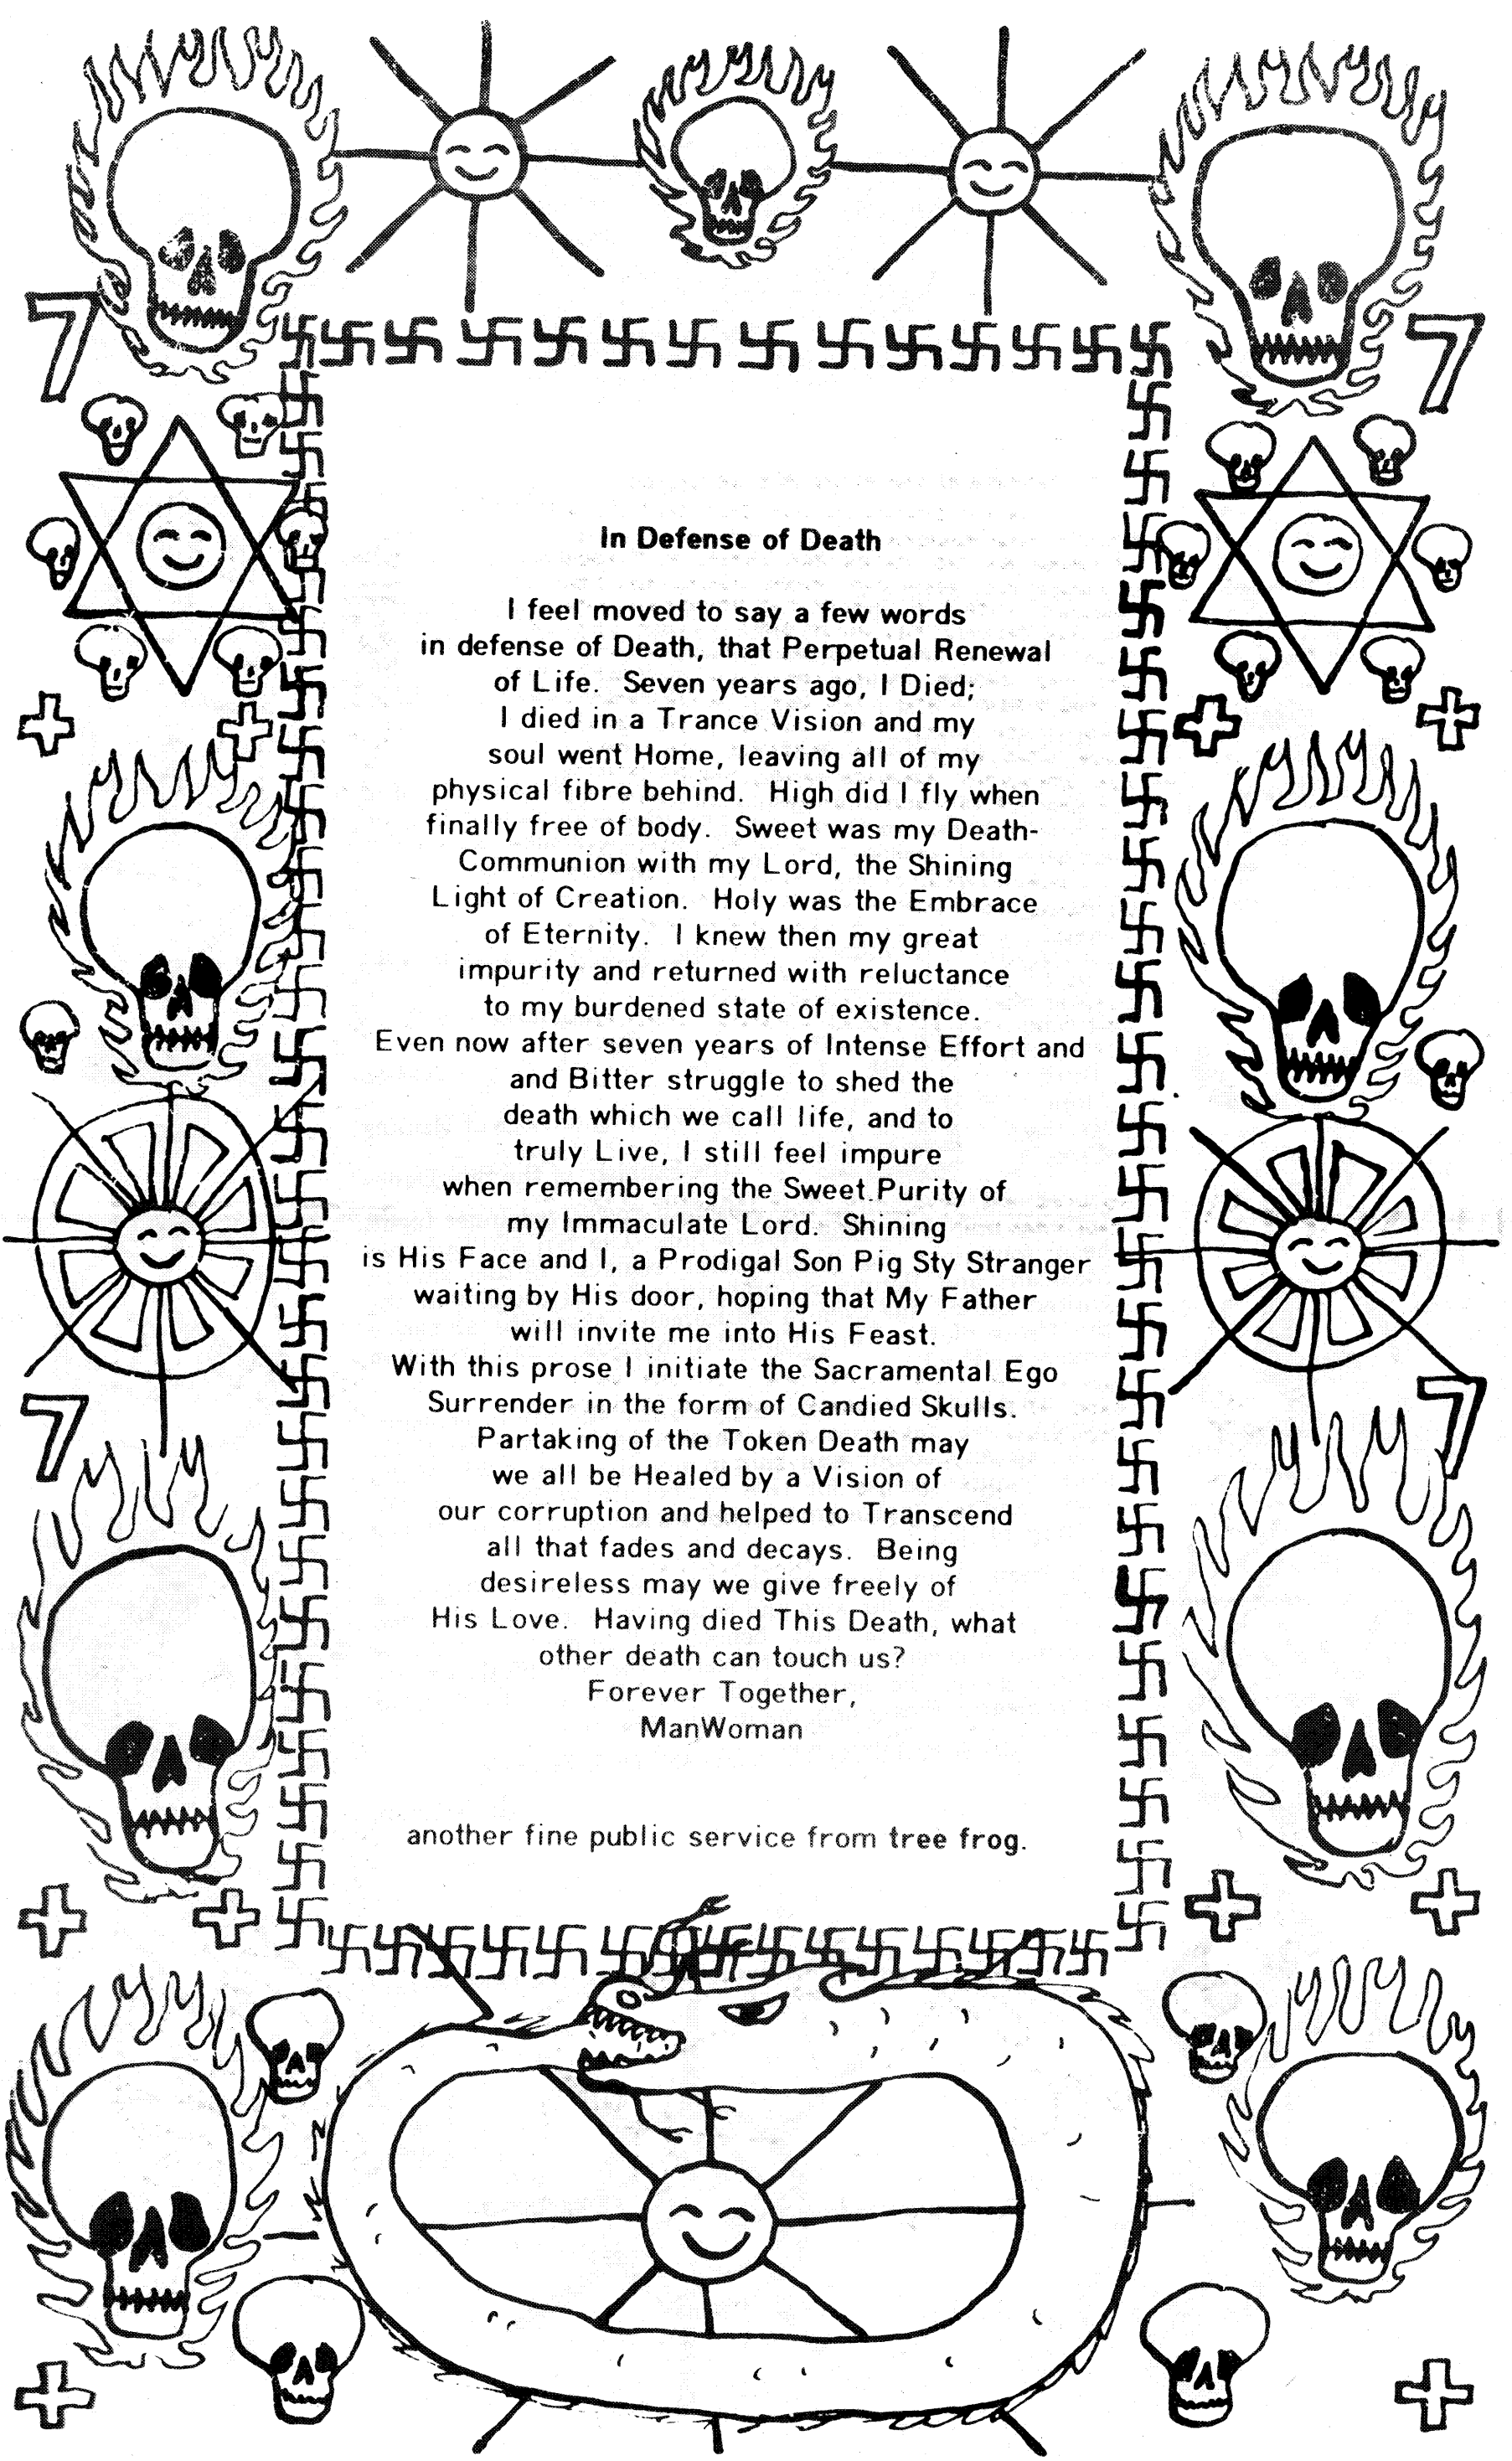 7
7
In Defense of Death
I feel moved to say a few words
in defense of Death, that Perpetual Renewal
of Life. Seven years ago, I Died;
I died in a Trance Vision and my
soul went Home, leaving all of my
physical fibre behind. High did I fly when
finally free of body. Sweet was my Death-
Communion with my Lord, the Shining
Light of Creation. Holy was the Embrace
of Eternity. I knew then my great
impurity and returned with reluctance
to my burdened state of existence.
Even now after seven years of Intense Effort and
and Bitter struggle to shed the
death which we call life, and to
truly Live, I still feel impure
when remembering the Sweet Purity of
my Immaculate Lord. Shining
is His Face and I, a Prodigal Son Pig Sty Stranger
waiting by His door, hoping that My Father
will invite me into His Feast.
With this prose I initiate the Sacramental Ego
Surrender in the form of Candied Skulls.
Partaking of the Token Death may
we all be Healed by a Vision of
our corruption and helped to Transcend
all that fades and decays. Being
desireless may we give freely of
His Love. Having died This Death, what
other death can touch us?
Forever Together,
ManWoman
another fine public service from tree frog.
7
7